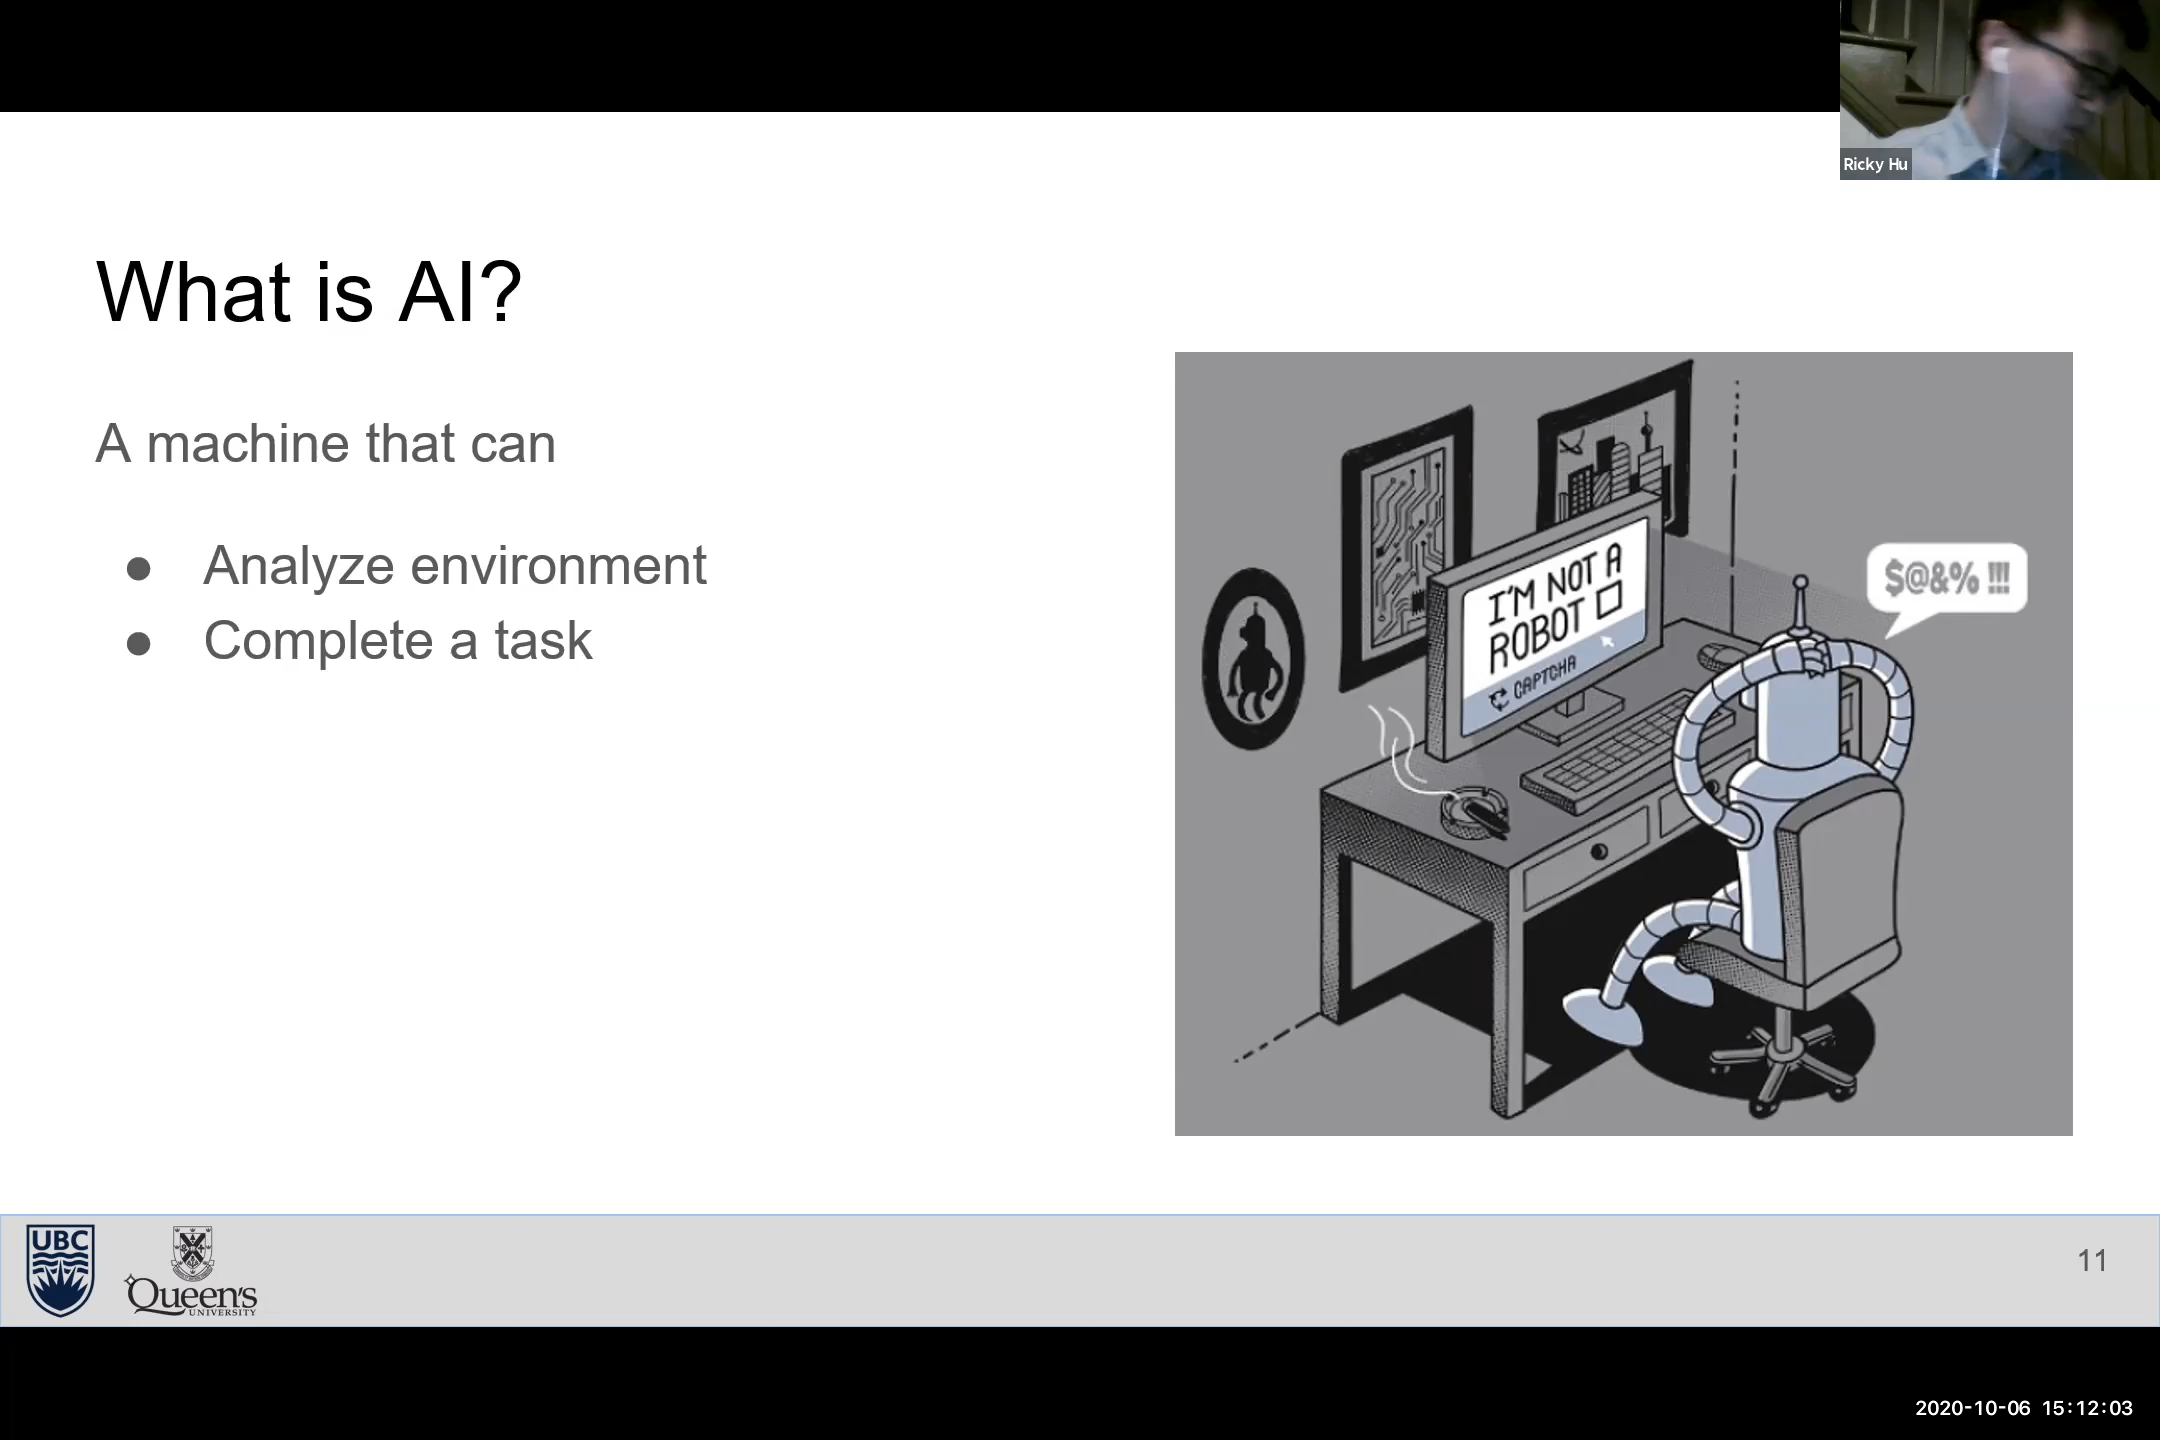 Ricky Hu
What is AI?
A machine that can
● Analyze environment
● Complete a task
I'M NOT A
ROBOT
CAPTCHA
$@&% !!!
UBC
Queen's
UNIVERSITY
11
2020-10-06 15:12:03